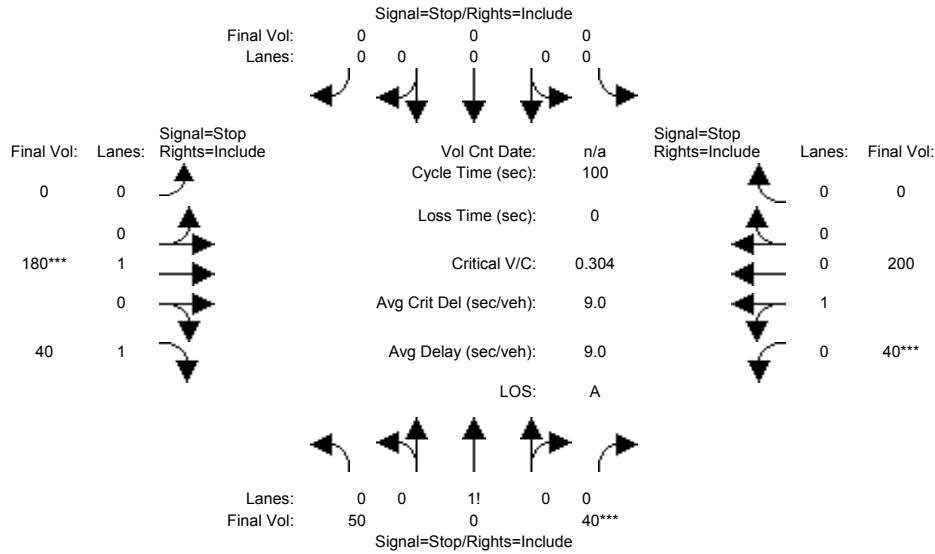 Signal=Stop/Rights=Include
Final Vol: 0 0 0
Lanes: 0 0 0 0 0
Signal=Stop
Final Vol: Lanes: Rights=Include
Vol Cnt Date: n/a
Signal=Stop
Rights=Include Lanes: Final Vol:
Cycle Time (sec): 100
0 0
0 0
Loss Time (sec): 0
0
0
180*** 1
Critical V/C: 0.304
0 200
0
Avg Crit Del (sec/veh): 9.0
1
40 1
Avg Delay (sec/veh): 9.0
0 40***
LOS: A
Lanes: 0 0 1! 0 0
Final Vol: 50 0 40***
Signal=Stop/Rights=Include